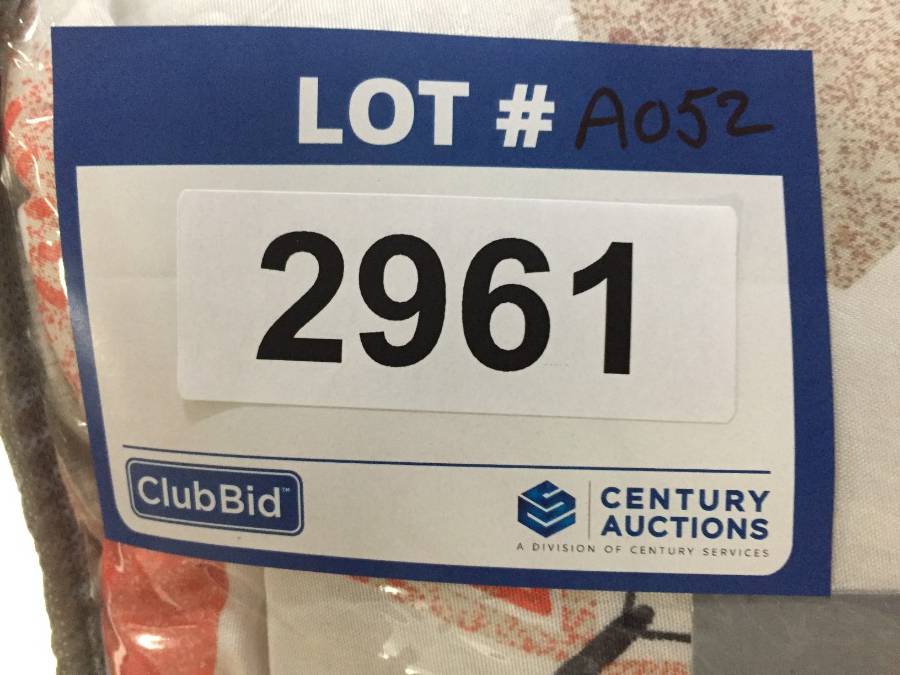 LOT # A052
2961
ClubBid™
CENTURY
AUCTIONS
A DIVISION OF CENTURY SERVICES